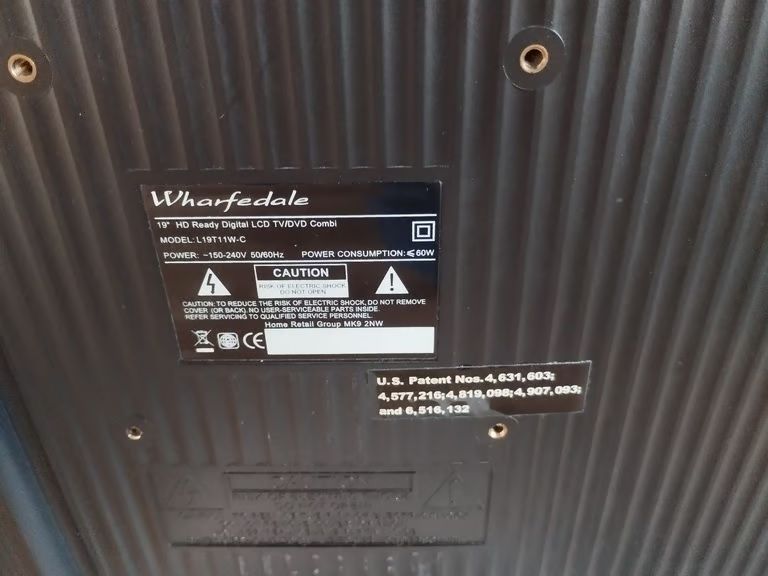 Wharfedale
19" HD Ready Digital LCD TV/DVD Combi
MODEL: L19T11W-C
POWER: ~150-240V 50/60Hz POWER CONSUMPTION: ≤60W
CAUTION
RISK OF ELECTRIC SHOCK
DO NOT OPEN
CAUTION: TO REDUCE THE RISK OF ELECTRIC SHOCK, DO NOT REMOVE
COVER (OR BACK). NO USER-SERVICEABLE PARTS INSIDE.
REFER SERVICING TO QUALIFIED SERVICE PERSONNEL.
Home Retail Group MK9 2NW
CE
U.S. Patent Nos. 4,631,603;
4,577,216;4,819,098;4,907,093;
and 6,516,132